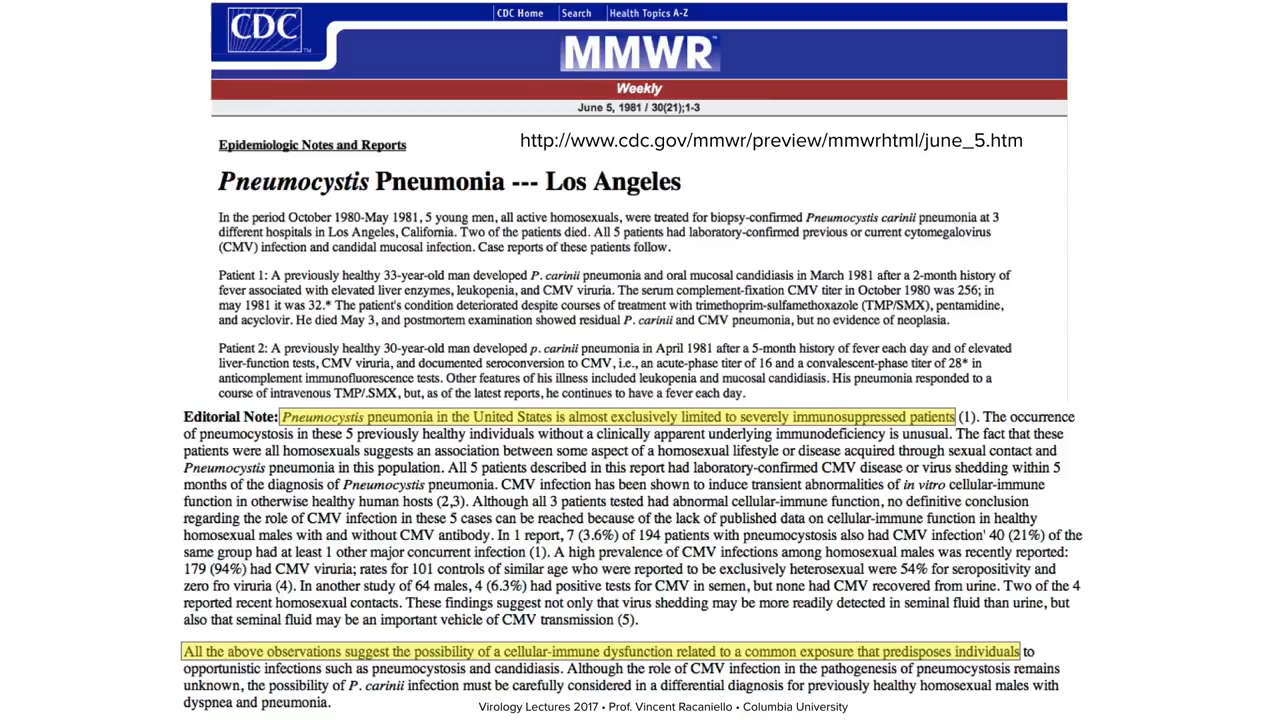 CDC Home Search Health Topics A-Z
CDC
TM
MMWR
TM
Weekly
June 5, 1981 / 30(21);1-3
http://www.cdc.gov/mmwr/preview/mmwrhtml/june_5.htm
Epidemiologic Notes and Reports
Pneumocystis Pneumonia --- Los Angeles
In the period October 1980-May 1981, 5 young men, all active homosexuals, were treated for biopsy-confirmed Pneumocystis carinii pneumonia at 3
different hospitals in Los Angeles, California. Two of the patients died. All 5 patients had laboratory-confirmed previous or current cytomegalovirus
(CMV) infection and candidal mucosal infection. Case reports of these patients follow.
Patient 1: A previously healthy 33-year-old man developed P. carinii pneumonia and oral mucosal candidiasis in March 1981 after a 2-month history of
fever associated with elevated liver enzymes, leukopenia, and CMV viruria. The serum complement-fixation CMV titer in October 1980 was 256; in
may 1981 it was 32.* The patient's condition deteriorated despite courses of treatment with trimethoprim-sulfamethoxazole (TMP/SMX), pentamidine,
and acyclovir. He died May 3, and postmortem examination showed residual P. carinii and CMV pneumonia, but no evidence of neoplasia.
Patient 2: A previously healthy 30-year-old man developed p. carinii pneumonia in April 1981 after a 5-month history of fever each day and of elevated
liver-function tests, CMV viruria, and documented seroconversion to CMV, i.e., an acute-phase titer of 16 and a convalescent-phase titer of 28* in
anticomplement immunofluorescence tests. Other features of his illness included leukopenia and mucosal candidiasis. His pneumonia responded to a
course of intravenous TMP/.SMX, but, as of the latest reports, he continues to have a fever each day.
Editorial Note: Pneumocystis pneumonia in the United States is almost exclusively limited to severely immunosuppressed patients (1). The occurrence
of pneumocystosis in these 5 previously healthy individuals without a clinically apparent underlying immunodeficiency is unusual. The fact that these
patients were all homosexuals suggests an association between some aspect of a homosexual lifestyle or disease acquired through sexual contact and
Pneumocystis pneumonia in this population. All 5 patients described in this report had laboratory-confirmed CMV disease or virus shedding within 5
months of the diagnosis of Pneumocystis pneumonia. CMV infection has been shown to induce transient abnormalities of in vitro cellular-immune
function in otherwise healthy human hosts (2,3). Although all 3 patients tested had abnormal cellular-immune function, no definitive conclusion
regarding the role of CMV infection in these 5 cases can be reached because of the lack of published data on cellular-immune function in healthy
homosexual males with and without CMV antibody. In 1 report, 7 (3.6%) of 194 patients with pneumocystosis also had CMV infection' 40 (21%) of the
same group had at least 1 other major concurrent infection (1). A high prevalence of CMV infections among homosexual males was recently reported:
179 (94%) had CMV viruria; rates for 101 controls of similar age who were reported to be exclusively heterosexual were 54% for seropositivity and
zero fro viruria (4). In another study of 64 males, 4 (6.3%) had positive tests for CMV in semen, but none had CMV recovered from urine. Two of the 4
reported recent homosexual contacts. These findings suggest not only that virus shedding may be more readily detected in seminal fluid than urine, but
also that seminal fluid may be an important vehicle of CMV transmission (5).
All the above observations suggest the possibility of a cellular-immune dysfunction related to a common exposure that predisposes individuals to
opportunistic infections such as pneumocystosis and candidiasis. Although the role of CMV infection in the pathogenesis of pneumocystosis remains
unknown, the possibility of P. carinii infection must be carefully considered in a differential diagnosis for previously healthy homosexual males with
dyspnea and pneumonia.
Virology Lectures 2017 • Prof. Vincent Racaniello • Columbia University